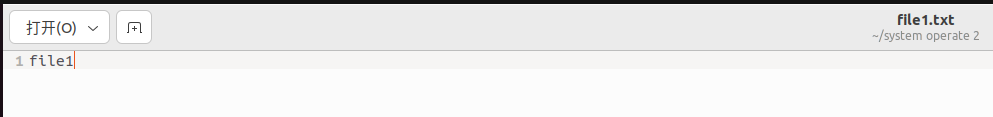 打开(O)
file1.txt
~/system operate 2
1 file1